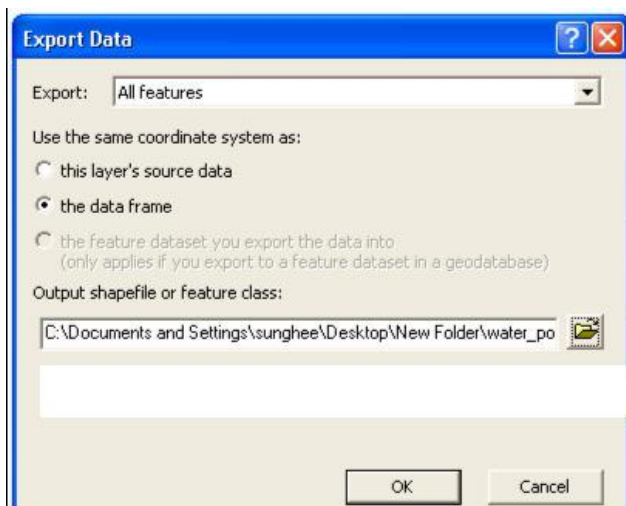 Export Data
Export: All features
Use the same coordinate system as:
this layer's source data
the data frame
the feature dataset you export the data into
(only applies if you export to a feature dataset in a geodatabase)
Output shapefile or feature class:
C:\Documents and Settings\sunghee\Desktop\New Folder\water_po
OK Cancel